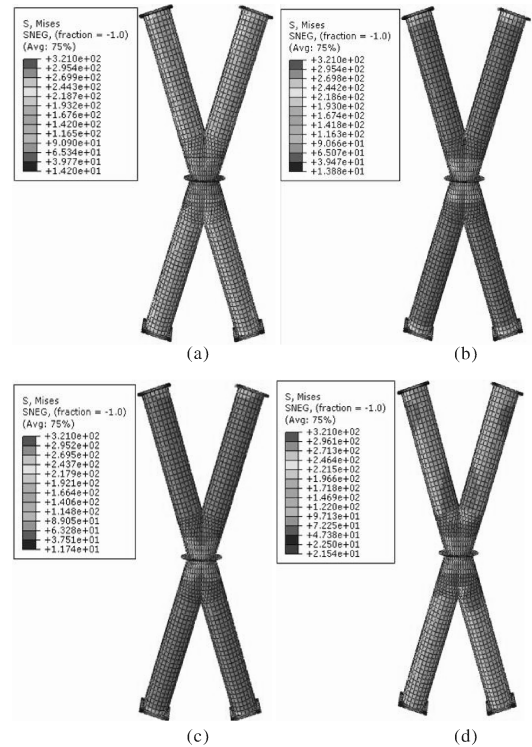 S, Mises
SNEG, (fraction = -1.0)
(Avg: 75%)
+3.210e+02
+2.954e+02
+2.699e+02
+2.443e+02
+2.187e+02
+1.932e+02
+1.676e+02
+1.420e+02
+1.165e+02
+9.090e+01
+6.534e+01
+3.977e+01
+1.420e+01
(a)
S, Mises
SNEG, (fraction = -1.0)
(Avg: 75%)
+3.210e+02
+2.954e+02
+2.698e+02
+2.442e+02
+2.186e+02
+1.930e+02
+1.674e+02
+1.418e+02
+1.163e+02
+9.066e+01
+6.507e+01
+3.947e+01
+1.388e+01
(b)
S, Mises
SNEG, (fraction = -1.0)
(Avg: 75%)
+3.210e+02
+2.952e+02
+2.695e+02
+2.437e+02
+2.179e+02
+1.921e+02
+1.664e+02
+1.406e+02
+1.148e+02
+8.905e+01
+6.328e+01
+3.751e+01
+1.174e+01
(c)
S, Mises
SNEG, (fraction = -1.0)
(Avg: 75%)
+3.210e+02
+2.961e+02
+2.713e+02
+2.464e+02
+2.215e+02
+1.966e+02
+1.718e+02
+1.469e+02
+1.220e+02
+9.713e+01
+7.225e+01
+4.738e+01
+2.250e+01
+2.154e+01
(d)